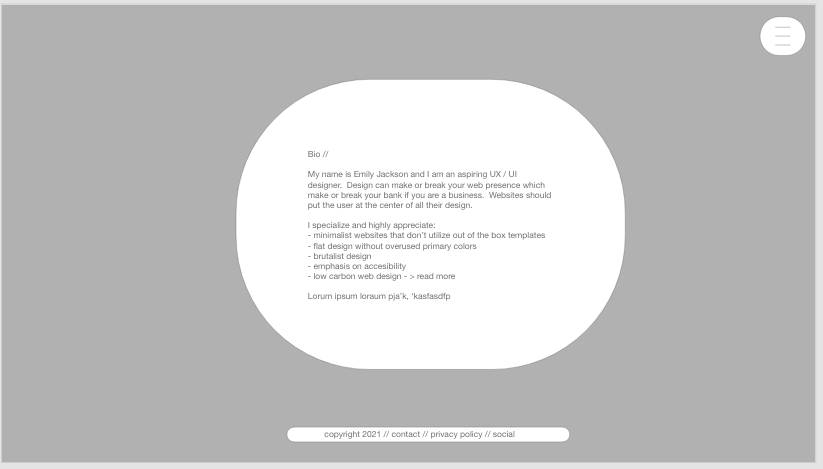 Bio //
My name is Emily Jackson and I am an aspiring UX / UI
designer.  Design can make or break your web presence which
make or break your bank if you are a business.  Websites should
put the user at the center of all their design.
I specialize and highly appreciate:
- minimalist websites that don't utilize out of the box templates
- flat design without overused primary colors
- brutalist design
- emphasis on accesibility
- low carbon web design - > read more
Lorum ipsum loraum pja'k, 'kasfasdfp
copyright 2021 // contact // privacy policy // social